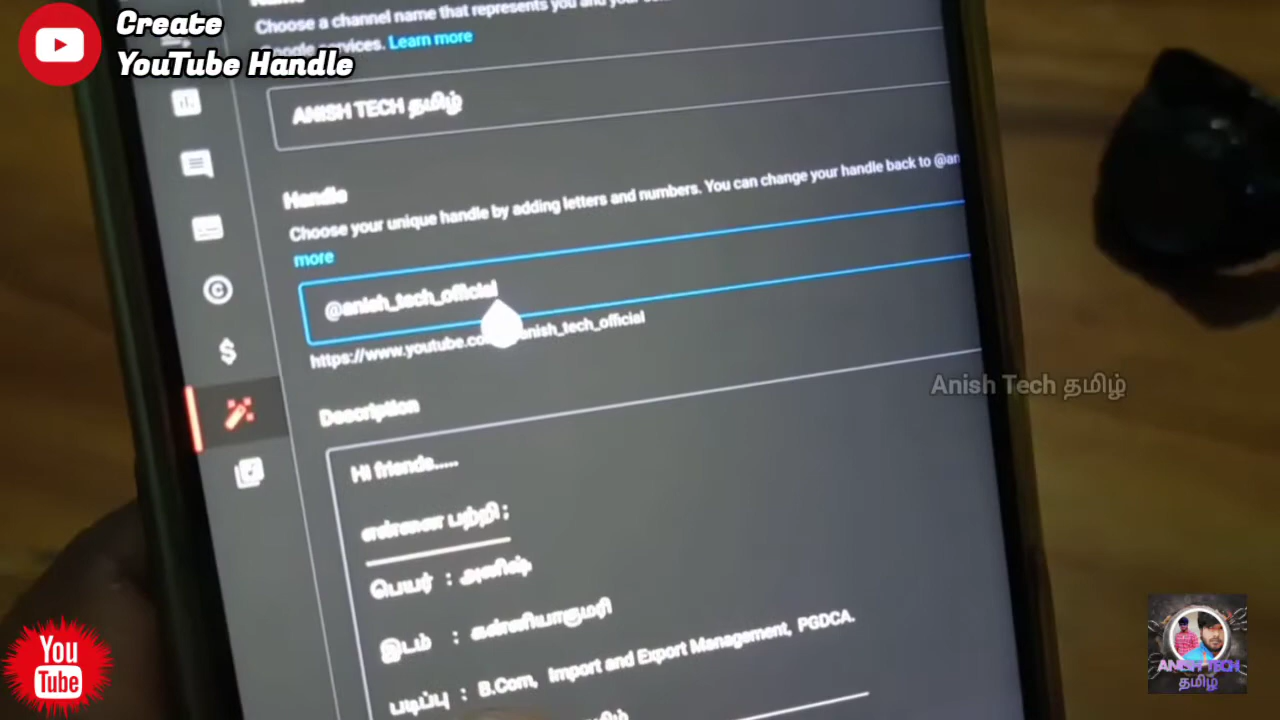 Create
YouTube Handle
Choose a channel name that represents you and your
Google services. Learn more
ANISH TECH தமிழ்
Handle
Choose your unique handle by adding letters and numbers. You can change your handle back to @an
more
@anish_tech_official
https://www.youtube.co anish_tech_official
Anish Tech தமிழ்
Description
Hi friends.....
என்னை பற்றி :
பெயர் : அனிஷ்
இடம் : கன்னியாகுமரி
படிப்பு : B.Com, Import and Export Management, PGDCA.
You
Tube
ANISH TECH
தமிழ்